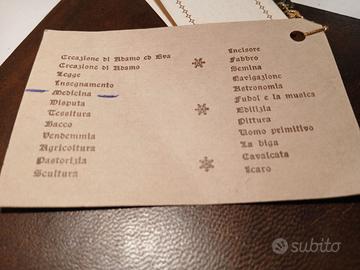 Creazione di Adamo ed Eva
Creazione di Adamo
Legge
Insegnamento
Medicina
Disputa
Tessitura
Bacco
Vendemmia
Agricoltura
Pastorizia
Scultura
Incisore
Fabbro
Semina
Navigazione
Astronomia
Fubal e la musica
Edilizia
Pittura
Uomo primitivo
La biga
Cavalcata
Icaro
subito